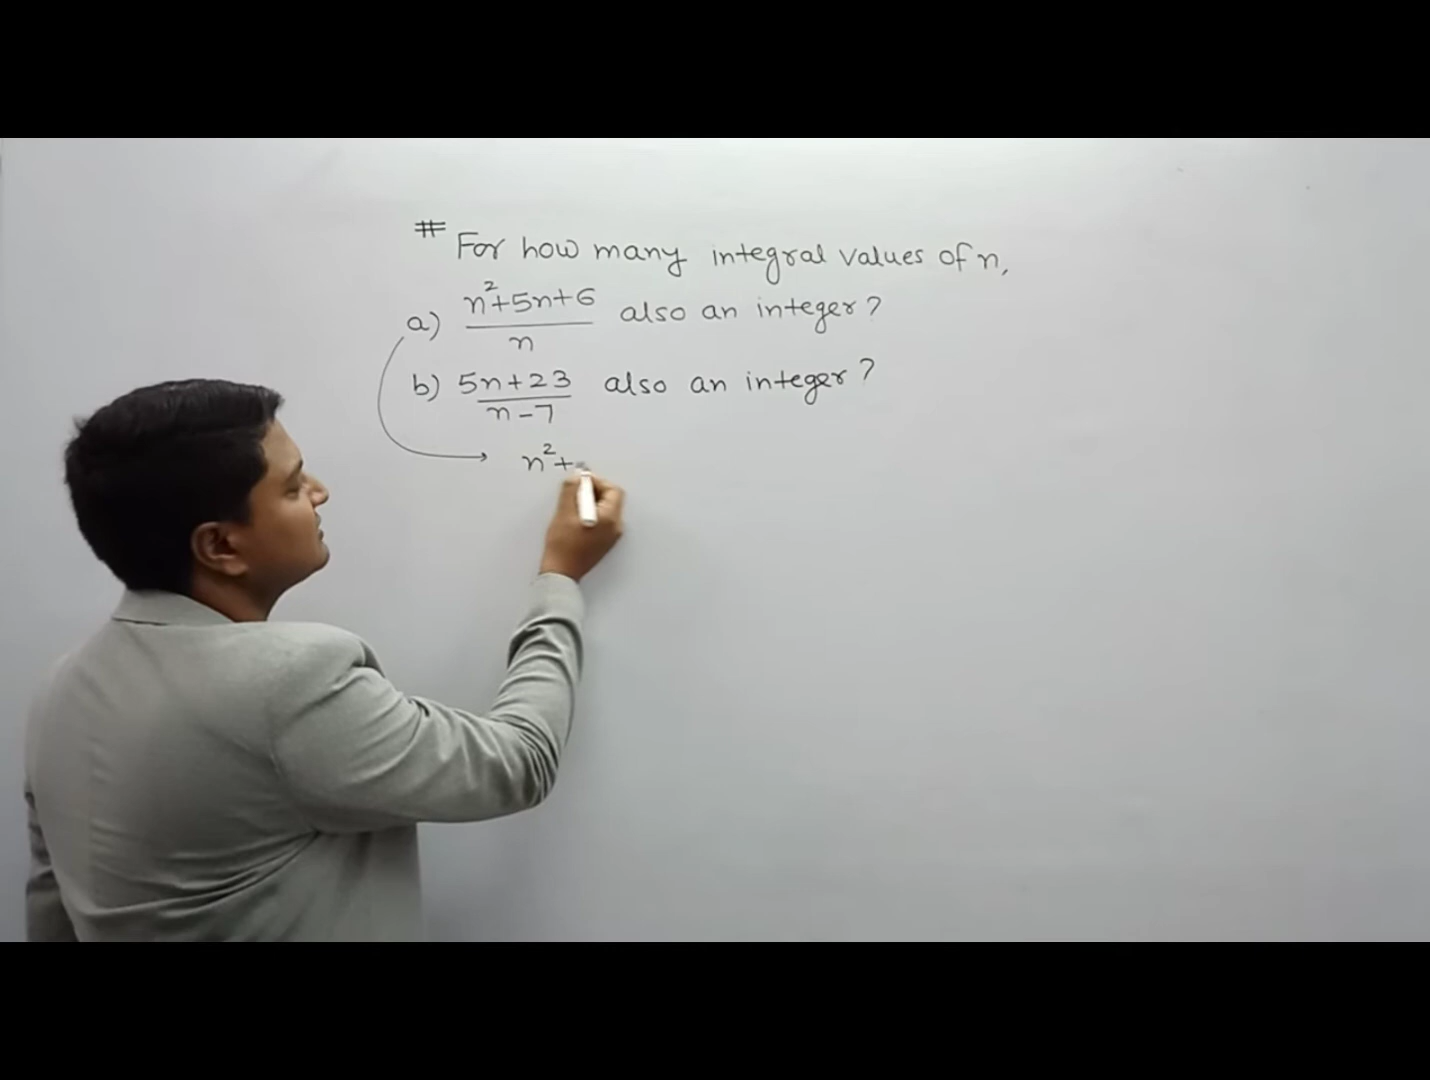 # For how many integral values of n,
a) n²+5n+6 also an integer?
n
b) 5n+23 also an integer?
n-7
n²+